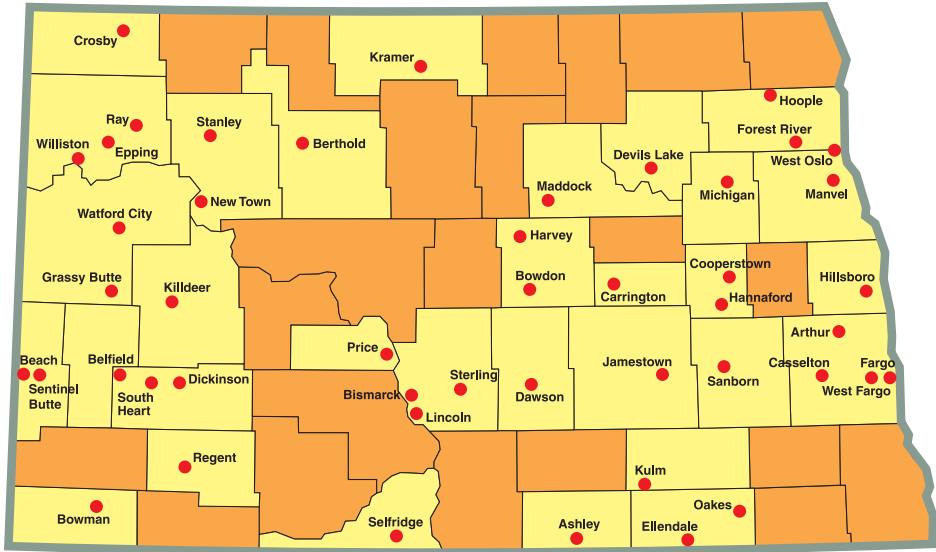 Crosby
Kramer
Hoople
Ray
Stanley
Forest River
Williston
Epping
Berthold
Devils Lake
West Oslo
Maddock
Michigan
Manvel
New Town
Watford City
Harvey
Cooperstown
Grassy Butte
Killdeer
Bowdon
Carrington
Hannaford
Hillsboro
Arthur
Price
Beach
Belfield
Sentinel
Butte
South
Heart
Dickinson
Bismarck
Sterling
Lincoln
Dawson
Jamestown
Sanborn
Casselton
Fargo
West Fargo
Regent
Kulm
Bowman
Selfridge
Ashley
Ellendale
Oakes